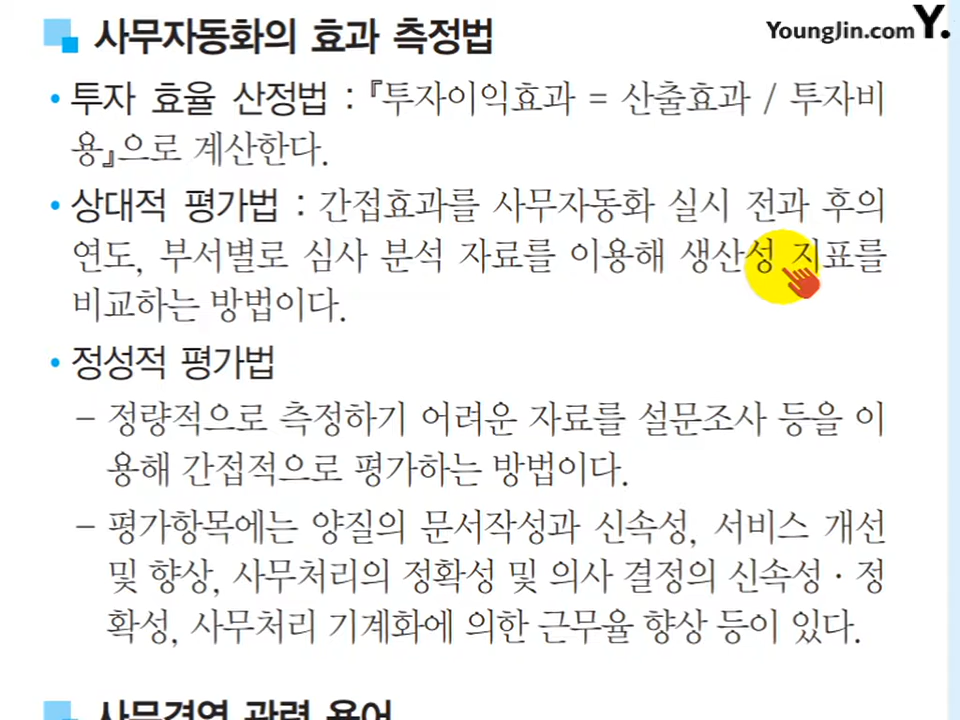 사무자동화의 효과 측정법
YoungJin.com Y.
• 투자 효율 산정법 : 『투자이익효과 = 산출효과 / 투자비
용』으로 계산한다.
• 상대적 평가법 : 간접효과를 사무자동화 실시 전과 후의
연도, 부서별로 심사 분석 자료를 이용해 생산성 지표를
비교하는 방법이다.
• 정성적 평가법
– 정량적으로 측정하기 어려운 자료를 설문조사 등을 이
용해 간접적으로 평가하는 방법이다.
– 평가항목에는 양질의 문서작성과 신속성, 서비스 개선
및 향상, 사무처리의 정확성 및 의사 결정의 신속성 · 정
확성, 사무처리 기계화에 의한 근무율 향상 등이 있다.
사무경영 관련 용어